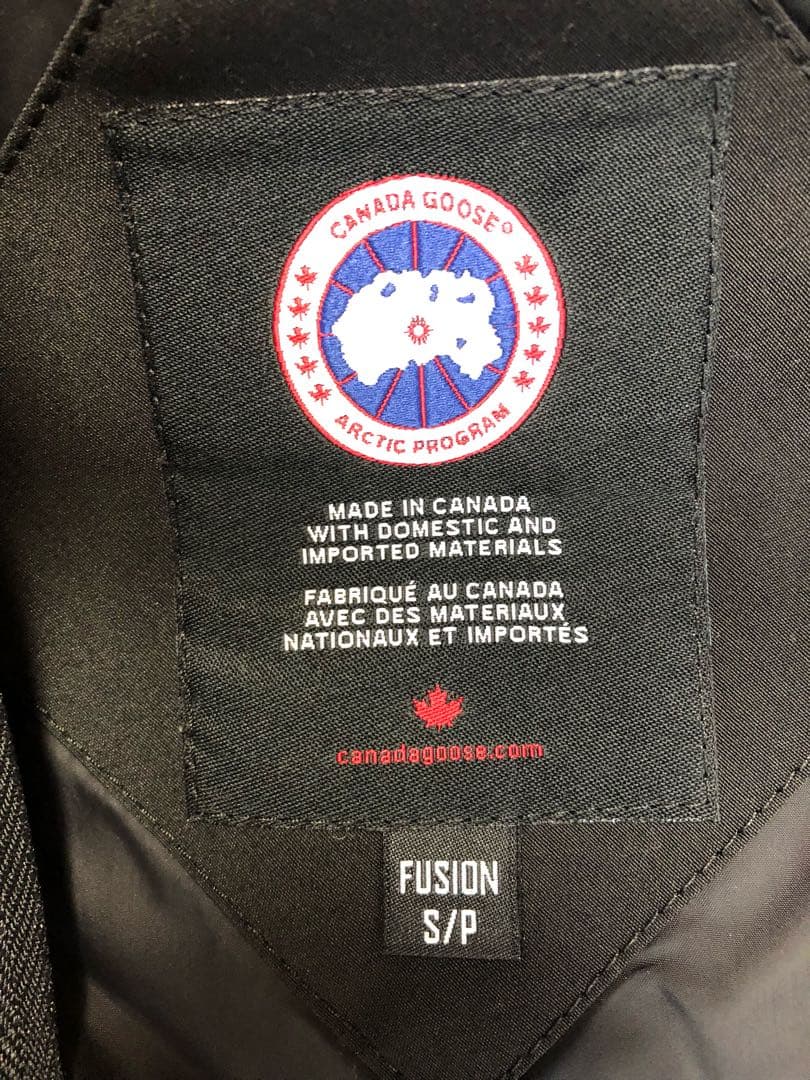 CANADA GOOSE®
ARCTIC PROGRAM
MADE IN CANADA
WITH DOMESTIC AND
IMPORTED MATERIALS
FABRIQUÉ AU CANADA
AVEC DES MATERIAUX
NATIONAUX ET IMPORTÉS
canadagoose.com
FUSION
S/P